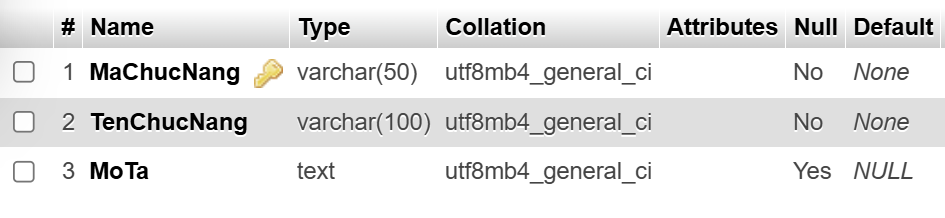 # Name Type Collation Attributes Null Default
1 MaChucNang varchar(50) utf8mb4_general_ci No None
2 TenChucNang varchar(100) utf8mb4_general_ci No None
3 MoTa text utf8mb4_general_ci Yes NULL